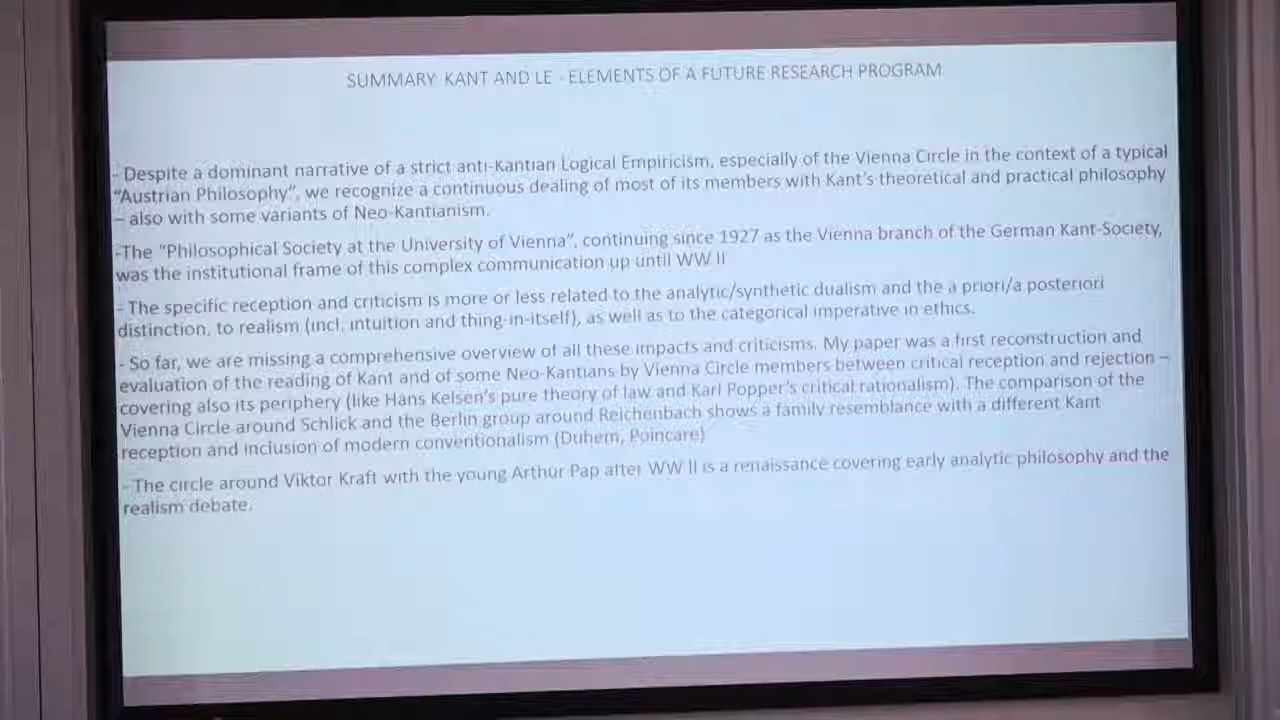 SUMMARY: KANT AND LE - ELEMENTS OF A FUTURE RESEARCH PROGRAM
- Despite a dominant narrative of a strict anti-Kantian Logical Empiricism, especially of the Vienna Circle in the context of a typical
"Austrian Philosophy", we recognize a continuous dealing of most of its members with Kant's theoretical and practical philosophy
– also with some variants of Neo-Kantianism.
-The "Philosophical Society at the University of Vienna", continuing since 1927 as the Vienna branch of the German Kant-Society,
was the institutional frame of this complex communication up until WW II
- The specific reception and criticism is more or less related to the analytic/synthetic dualism and the a priori/a posteriori
distinction, to realism (incl. intuition and thing-in-itself), as well as to the categorical imperative in ethics.
- So far, we are missing a comprehensive overview of all these impacts and criticisms. My paper was a first reconstruction and
evaluation of the reading of Kant and of some Neo-Kantians by Vienna Circle members between critical reception and rejection –
covering also its periphery (like Hans Kelsen's pure theory of law and Karl Popper's critical rationalism). The comparison of the
Vienna Circle around Schlick and the Berlin group around Reichenbach shows a family resemblance with a different Kant
reception and inclusion of modern conventionalism (Duhem, Poincare)
- The circle around Viktor Kraft with the young Arthur Pap after WW II is a renaissance covering early analytic philosophy and the
realism debate.